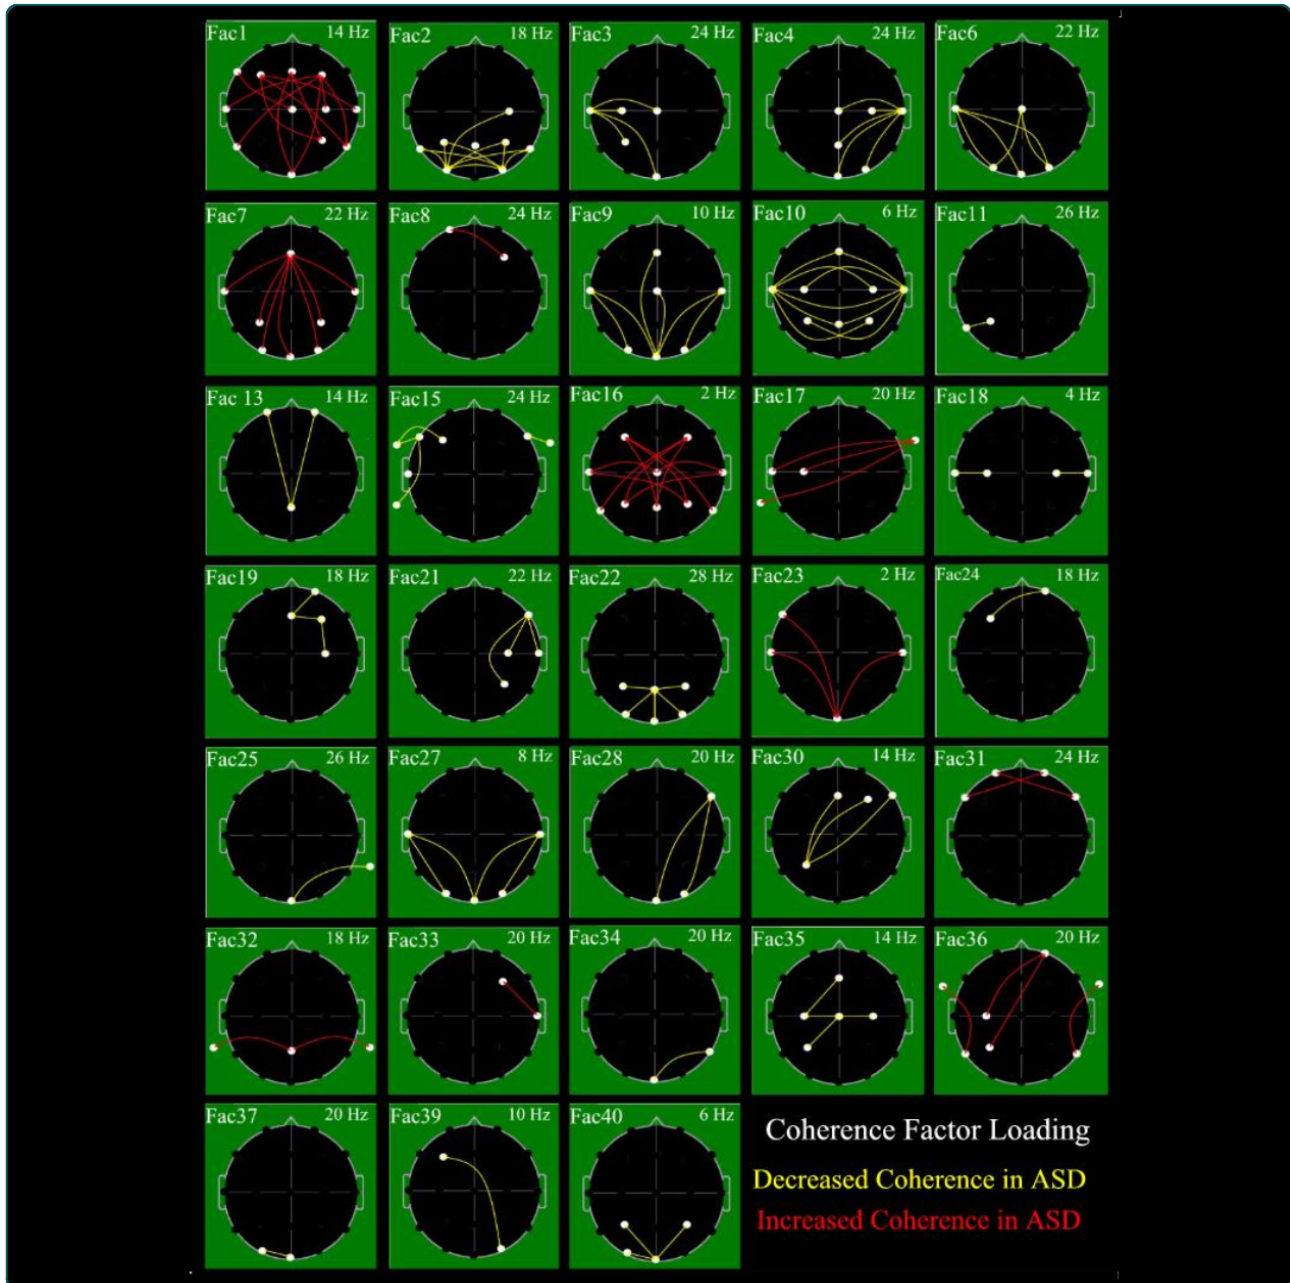 Fac1 14 Hz
Fac2 18 Hz
Fac3 24 Hz
Fac4 24 Hz
Fac6 22 Hz
Fac7 22 Hz
Fac8 24 Hz
Fac9 10 Hz
Fac10 6 Hz
Fac11 26 Hz
Fac 13 14 Hz
Fac15 24 Hz
Fac16 2 Hz
Fac17 20 Hz
Fac18 4 Hz
Fac19 18 Hz
Fac21 22 Hz
Fac22 28 Hz
Fac23 2 Hz
Fac24 18 Hz
Fac25 26 Hz
Fac27 8 Hz
Fac28 20 Hz
Fac30 14 Hz
Fac31 24 Hz
Fac32 18 Hz
Fac33 20 Hz
Fac34 20 Hz
Fac35 14 Hz
Fac36 20 Hz
Fac37 20 Hz
Fac39 10 Hz
Fac40 6 Hz
Coherence Factor Loading
Decreased Coherence in ASD
Increased Coherence in ASD